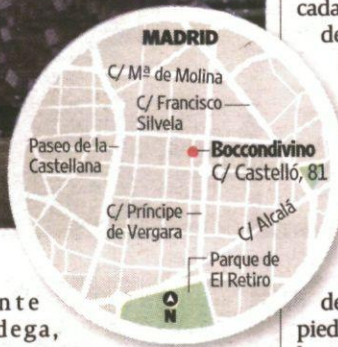 cada
de
MADRID
C/ Mª de Molina
C/ Francisco
Silvela
Paseo de la
Castellana
Boccondivino
C/ Castelló, 81
C/ Príncipe
de Vergara
C/ Alcalá
Parque de
El Retiro
N
nte
dega,
de
pied